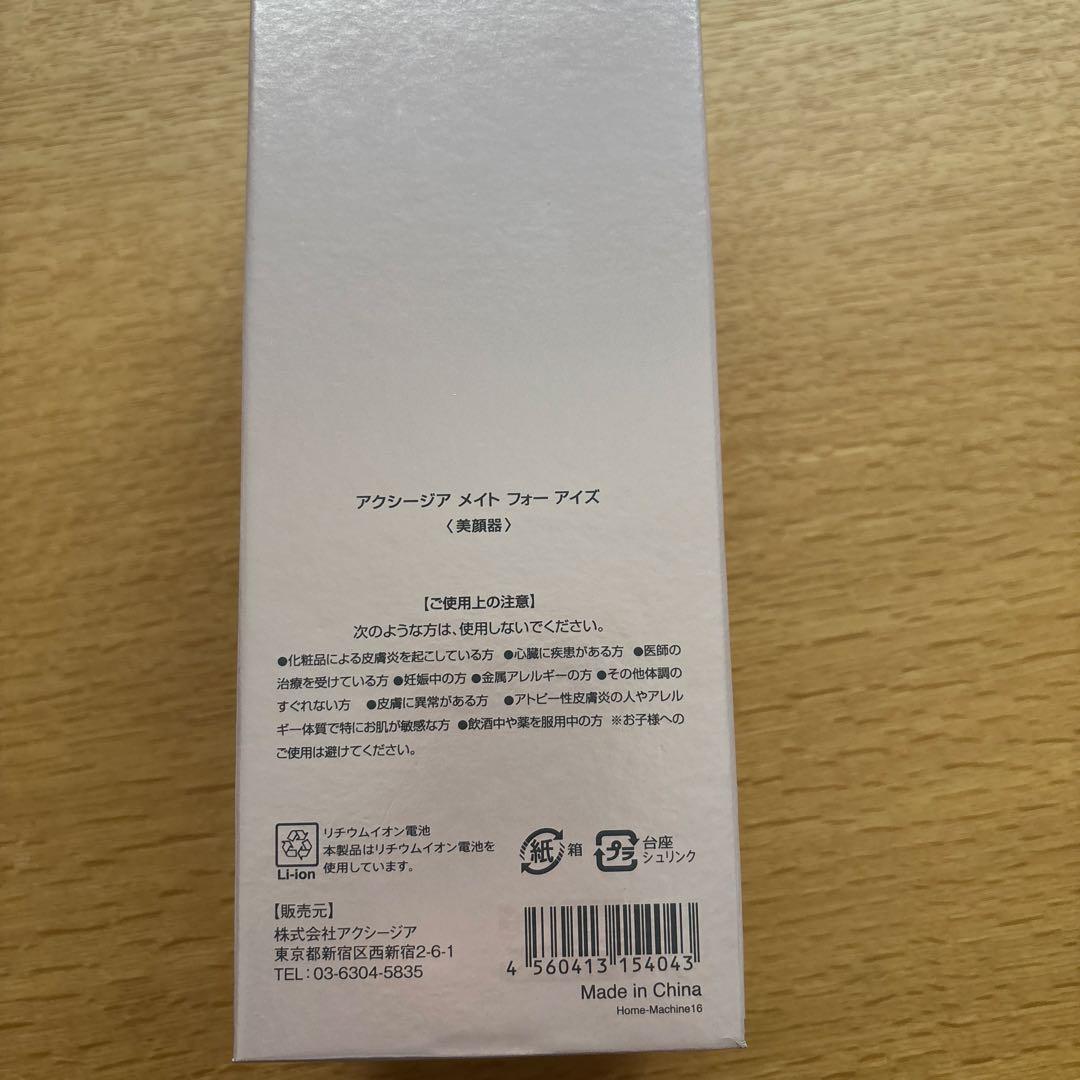 アクシージア メイト フォー アイズ
〈美顔器〉
【ご使用上の注意】
次のような方は、使用しないでください。
●化粧品による皮膚炎を起こしている方 ●心臓に疾患がある方 ●医師の
治療を受けている方 ●妊娠中の方 ●金属アレルギーの方 ●その他体調の
すぐれない方 ●皮膚に異常がある方 ●アトピー性皮膚炎の人やアレル
ギー体質で特にお肌が敏感な方 ●飲酒中や薬を服用中の方 ※お子様への
ご使用は避けてください。
リチウムイオン電池
本製品はリチウムイオン電池を
使用しています。
Li-ion
紙 箱
プラ 台座
シュリンク
【販売元】
株式会社アクシージア
東京都新宿区西新宿2-6-1
TEL:03-6304-5835
4 560413 154043
Made in China
Home-Machine16